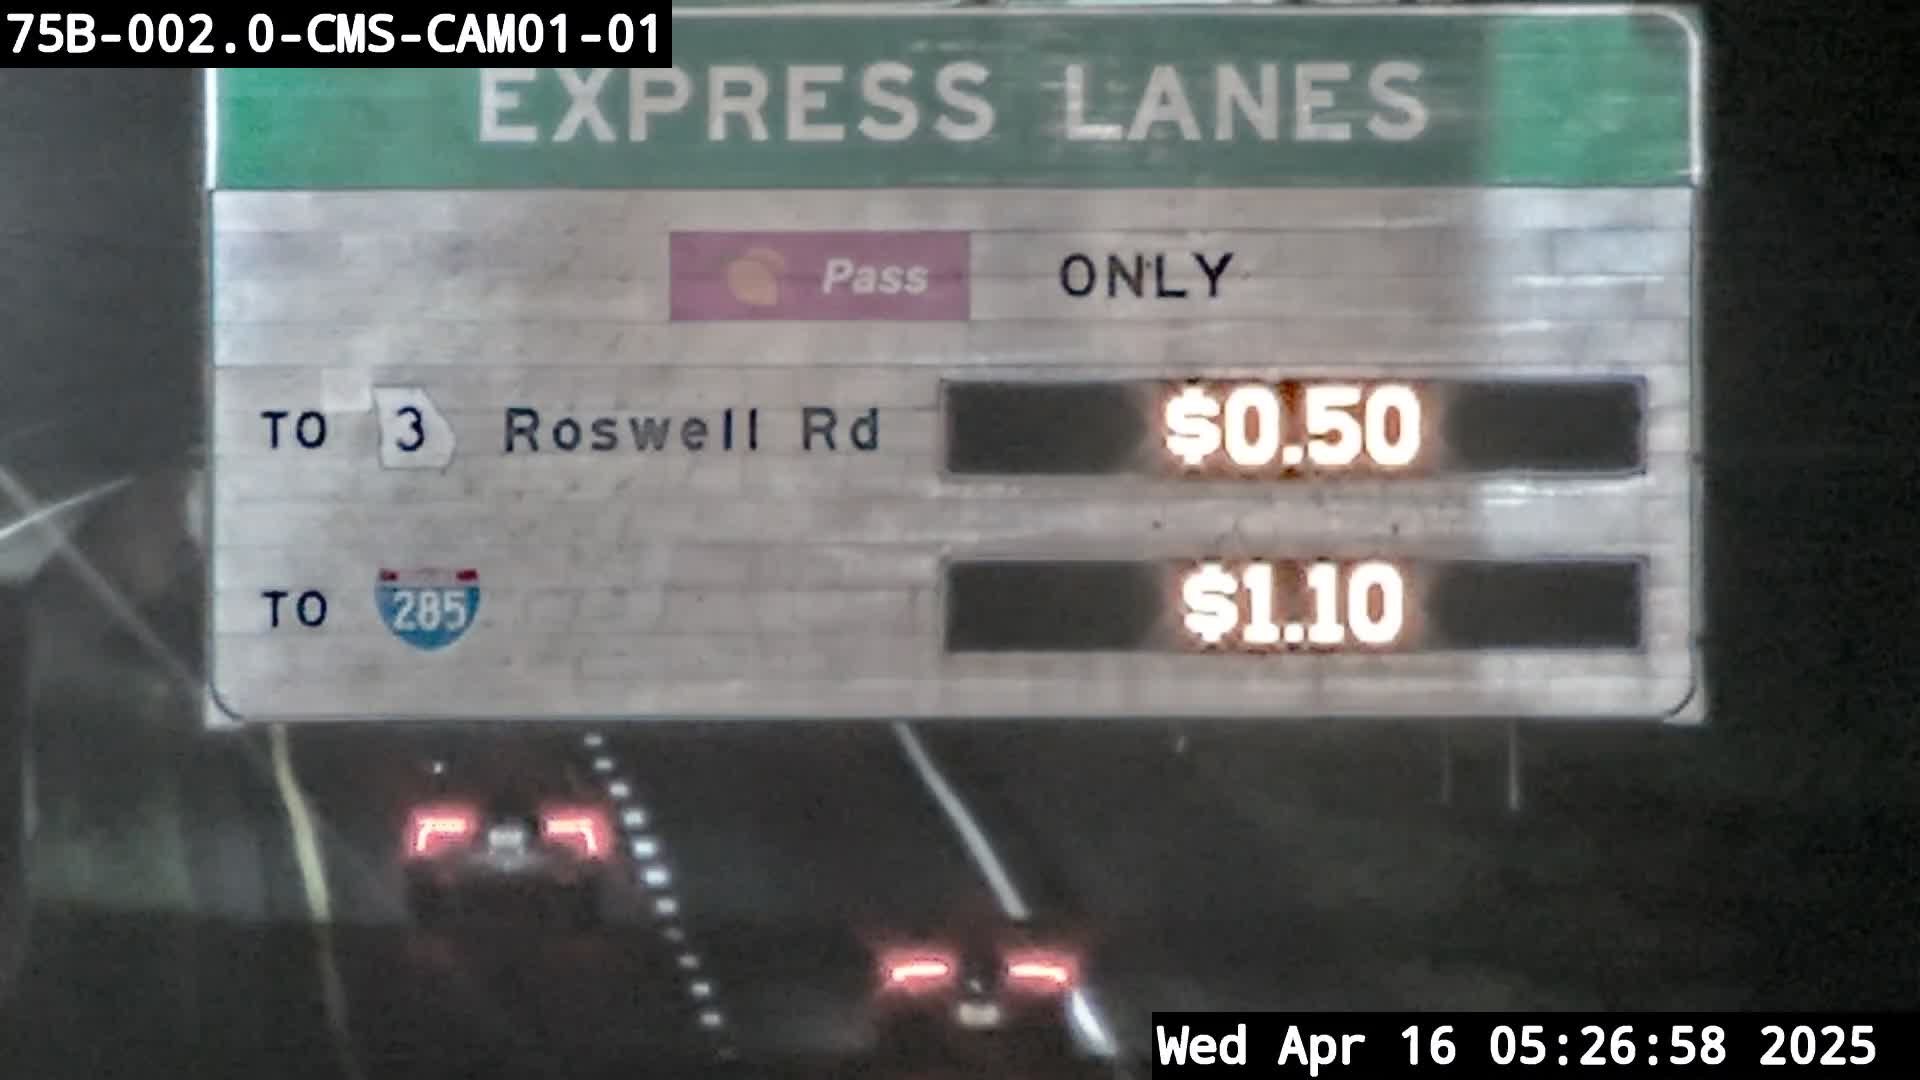 75B-002.0-CMS-CAM01-01
EXPRESS LANES
Pass ONLY
TO 3 Roswell Rd $0.50
TO 285 $1.10
Wed Apr 16 05:26:58 2025